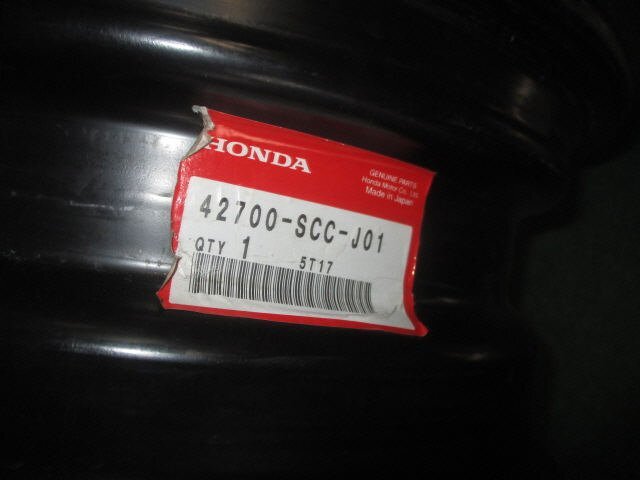 HONDA
GENUINE PARTS
Honda Motor Co., Ltd.
Made in Japan
42700-SCC-J01
QTY 1
5T17